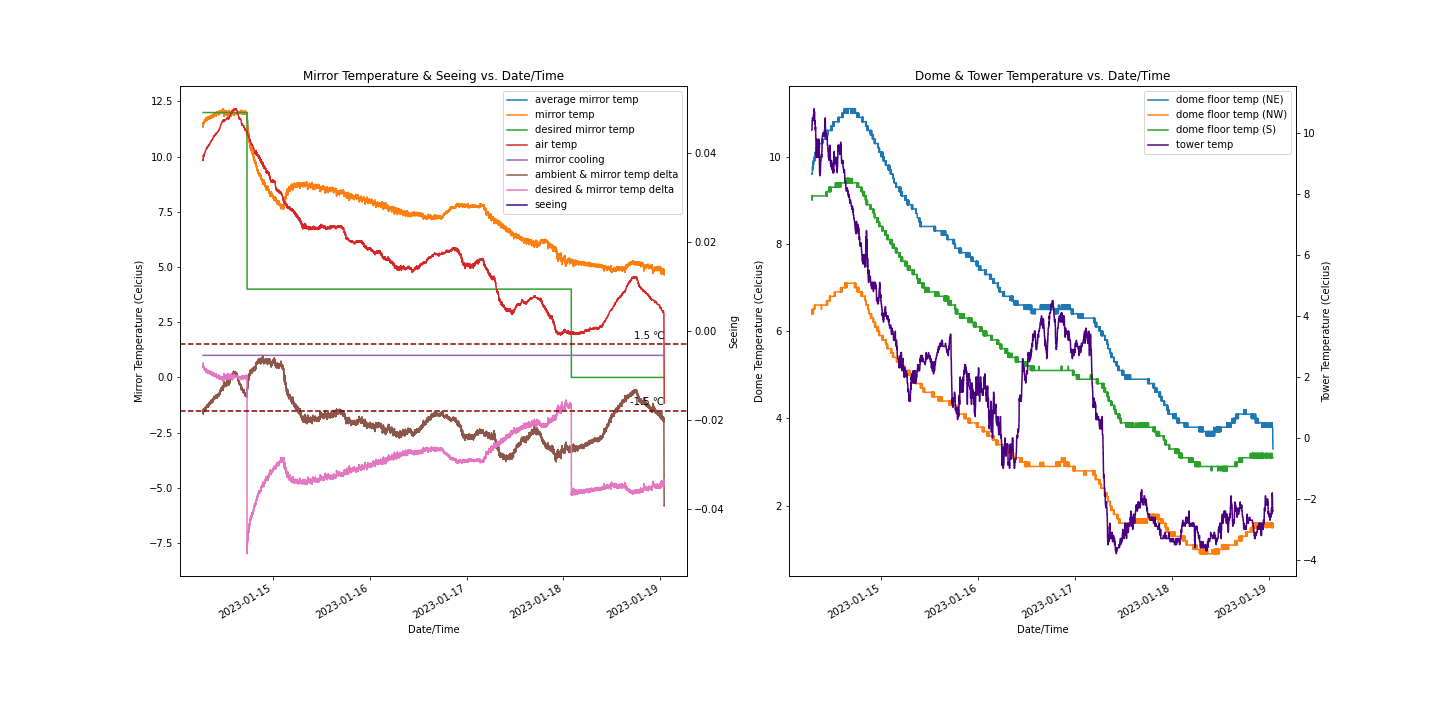 Mirror Temperature & Seeing vs. Date/Time
Mirror Temperature (Celcius)
12.5
10.0
7.5
5.0
2.5
0.0
−2.5
−5.0
−7.5
average mirror temp
mirror temp
desired mirror temp
air temp
mirror cooling
ambient & mirror temp delta
desired & mirror temp delta
seeing
1.5 °C
-1.5 °C
0.04
0.02
0.00
−0.02
−0.04
Seeing
2023-01-15
2023-01-16
2023-01-17
2023-01-18
2023-01-19
Date/Time
Dome & Tower Temperature vs. Date/Time
Dome Temperature (Celcius)
10
8
6
4
2
dome floor temp (NE)
dome floor temp (NW)
dome floor temp (S)
tower temp
10
8
6
4
2
0
−2
−4
Tower Temperature (Celcius)
2023-01-15
2023-01-16
2023-01-17
2023-01-18
2023-01-19
Date/Time